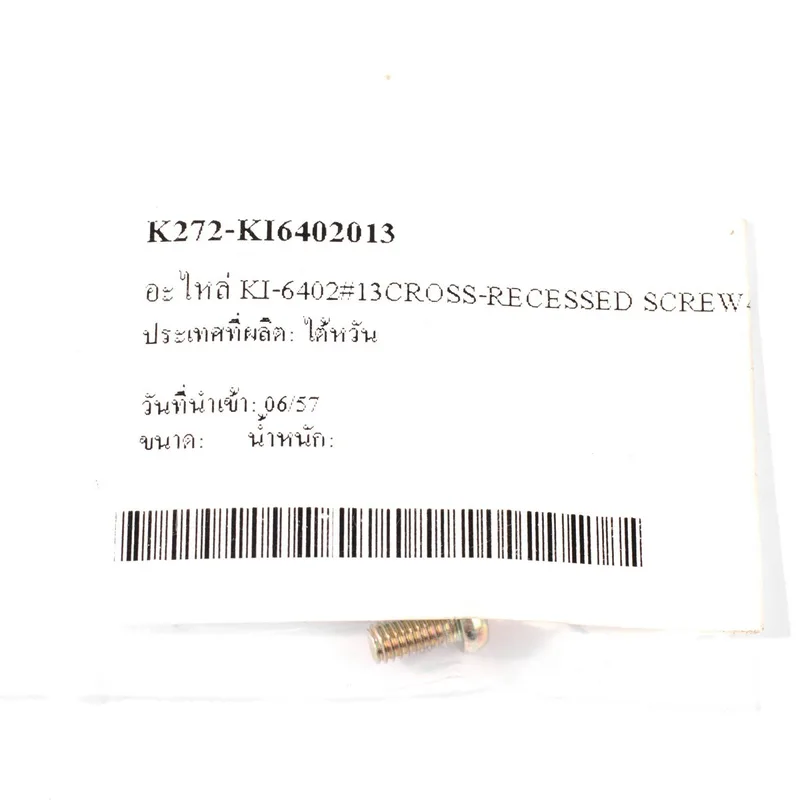 K272-KI6402013
อะไหล่ KI-6402#13CROSS-RECESSED SCREW
ประเทศที่ผลิต: ไต้หวัน
วันที่นำเข้า: 06/57
ขนาด: น้ำหนัก: